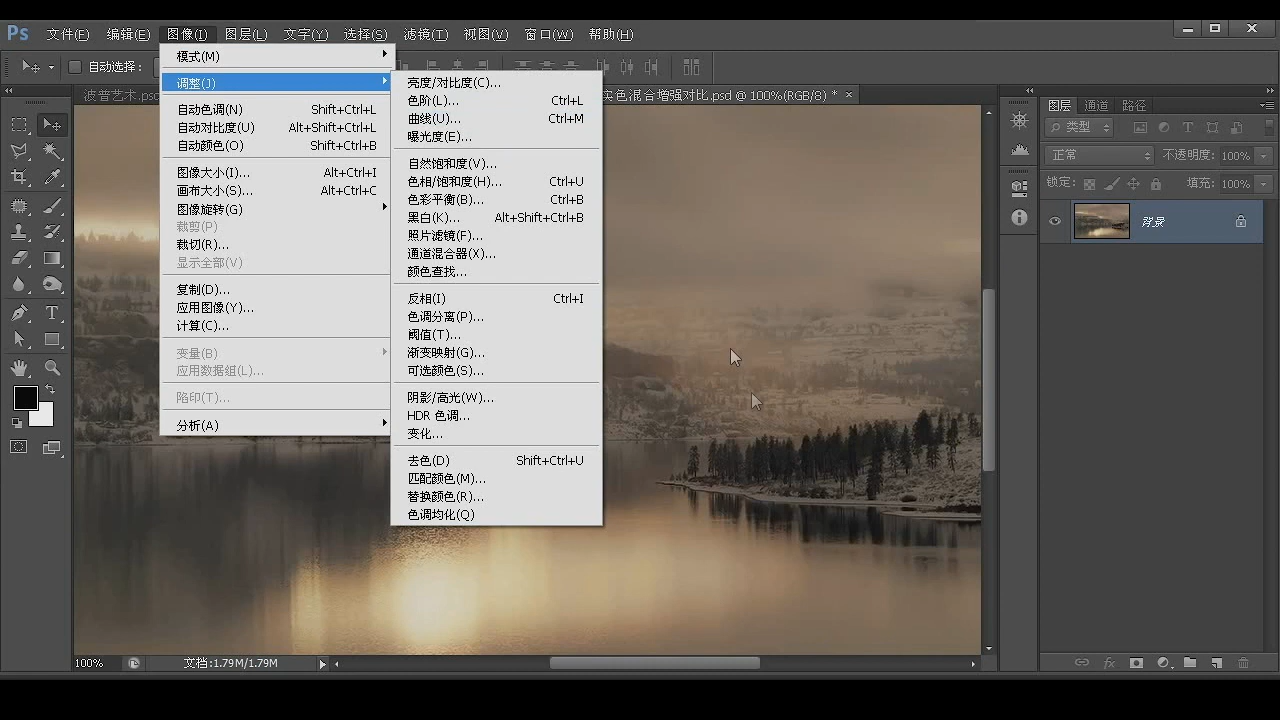 Ps 文件(F) 编辑(E) 图像(I) 图层(L) 文字(Y) 选择(S) 滤镜(T) 视图(V) 窗口(W) 帮助(H)
自动选择：
波普艺术.psd
实色混合增强对比.psd @ 100%(RGB/8) * ×
模式(M)
调整(J)
自动色调(N) Shift+Ctrl+L
自动对比度(U) Alt+Shift+Ctrl+L
自动颜色(O) Shift+Ctrl+B
图像大小(I)... Alt+Ctrl+I
画布大小(S)... Alt+Ctrl+C
图像旋转(G)
裁剪(P)
裁切(R)...
显示全部(V)
复制(D)...
应用图像(Y)...
计算(C)...
变量(B)
应用数据组(L)...
陷印(T)...
分析(A)
亮度/对比度(C)...
色阶(L)... Ctrl+L
曲线(U)... Ctrl+M
曝光度(E)...
自然饱和度(V)...
色相/饱和度(H)... Ctrl+U
色彩平衡(B)... Ctrl+B
黑白(K)... Alt+Shift+Ctrl+B
照片滤镜(F)...
通道混合器(X)...
颜色查找...
反相(I) Ctrl+I
色调分离(P)...
阈值(T)...
渐变映射(G)...
可选颜色(S)...
阴影/高光(W)...
HDR 色调...
变化...
去色(D) Shift+Ctrl+U
匹配颜色(M)...
替换颜色(R)...
色调均化(Q)
图层 通道 路径
类型
正常 不透明度: 100%
锁定: 填充: 100%
背景
fx
100% 文档:1.79M/1.79M